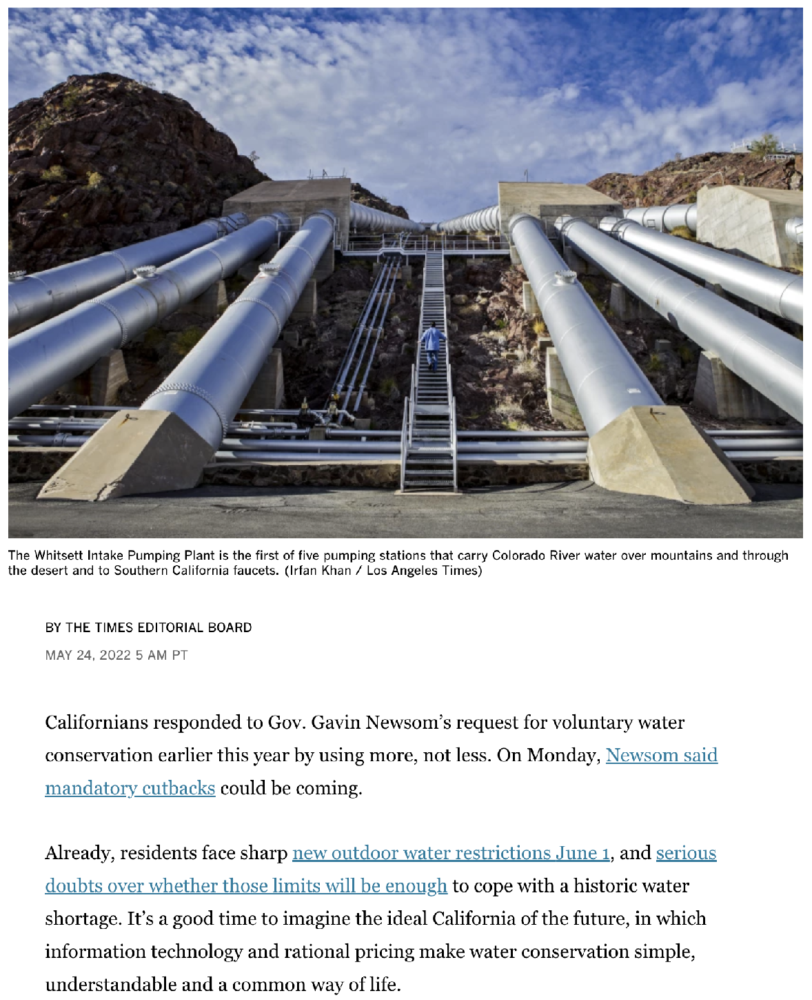 The Whitsett Intake Pumping Plant is the first of five pumping stations that carry Colorado River water over mountains and through
the desert and to Southern California faucets. (Irfan Khan / Los Angeles Times)
BY THE TIMES EDITORIAL BOARD
MAY 24, 2022 5 AM PT
Californians responded to Gov. Gavin Newsom’s request for voluntary water
conservation earlier this year by using more, not less. On Monday, Newsom said
mandatory cutbacks could be coming.
Already, residents face sharp new outdoor water restrictions June 1, and serious
doubts over whether those limits will be enough to cope with a historic water
shortage. It’s a good time to imagine the ideal California of the future, in which
information technology and rational pricing make water conservation simple,
understandable and a common way of life.